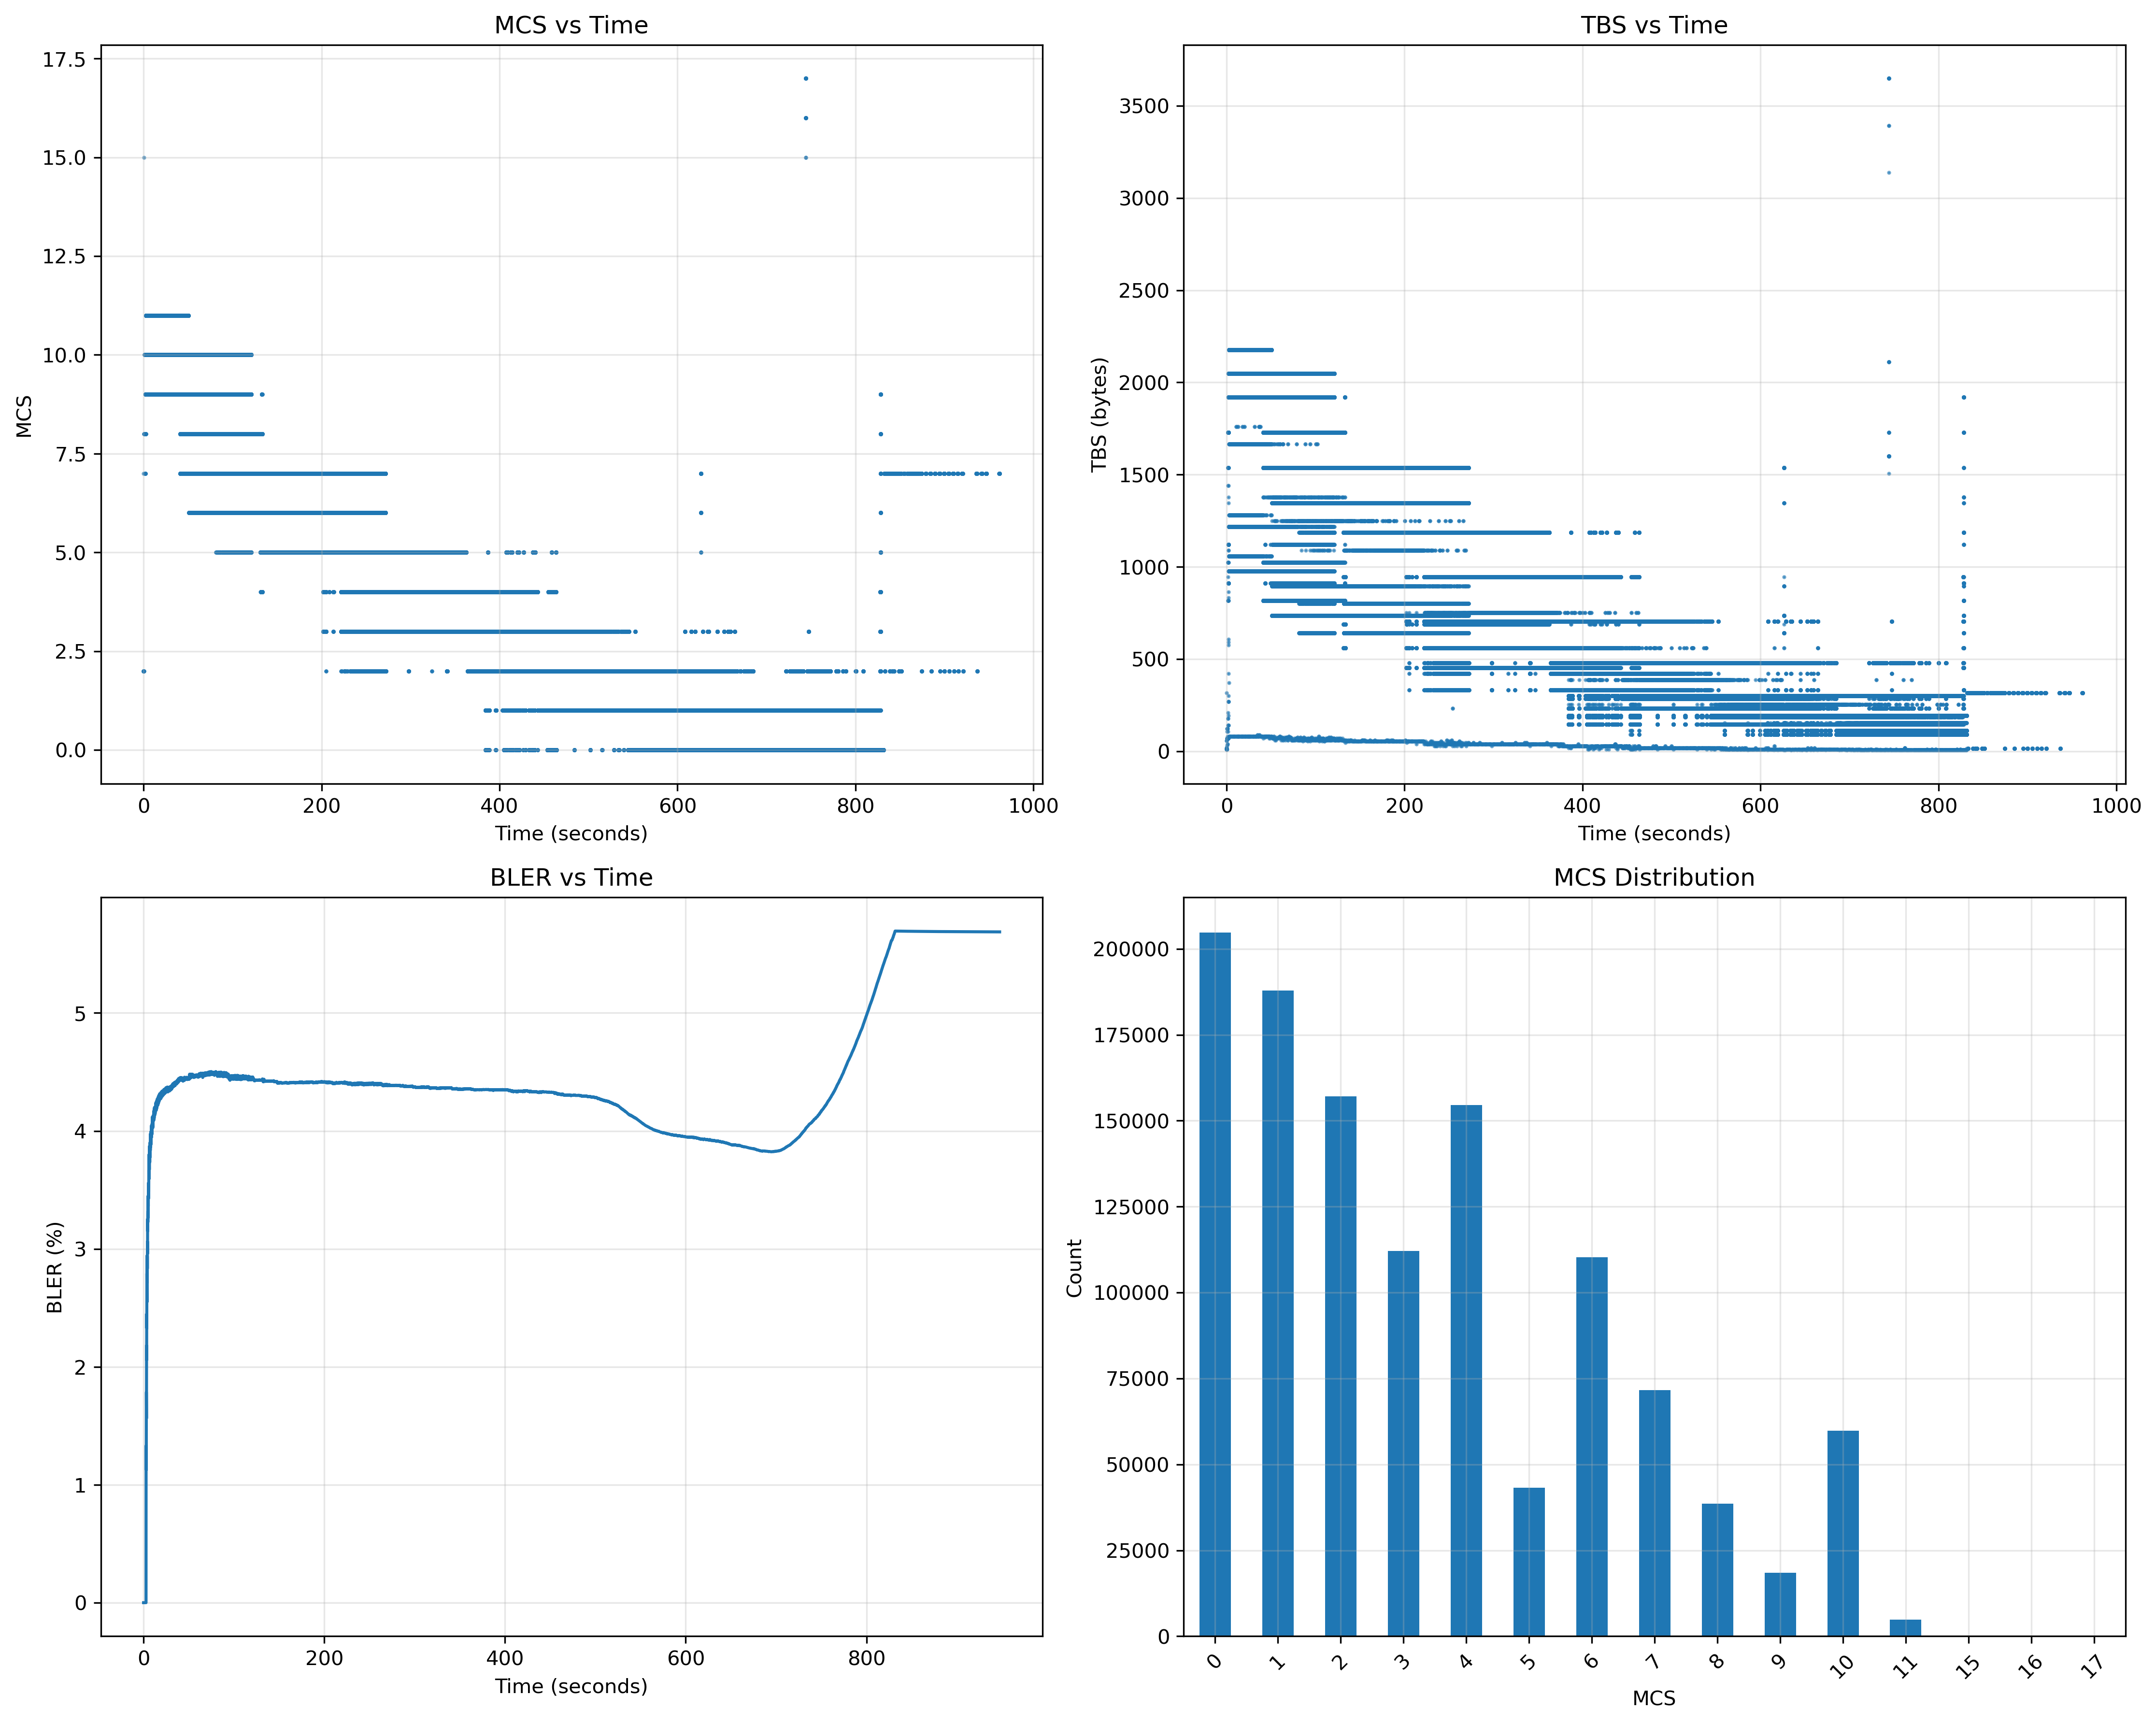 MCS vs Time
17.5
15.0
12.5
10.0
7.5
5.0
2.5
0.0
MCS
0 200 400 600 800 1000
Time (seconds)
TBS vs Time
3500
3000
2500
2000
1500
1000
500
0
TBS (bytes)
0 200 400 600 800 1000
Time (seconds)
BLER vs Time
5
4
3
2
1
0
BLER (%)
0 200 400 600 800
Time (seconds)
MCS Distribution
200000
175000
150000
125000
100000
75000
50000
25000
0
Count
0 1 2 3 4 5 6 7 8 9 10 11 15 16 17
MCS